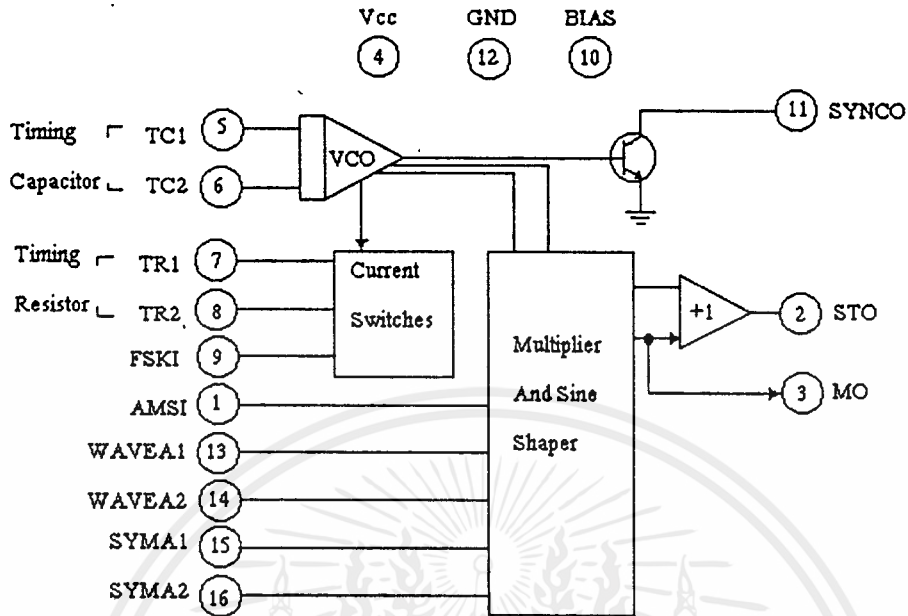 Vcc GND BIAS
4 12 10
Timing TC1 5
Capacitor TC2 6
VCO
11 SYNCO
Timing TR1 7
Resistor TR2 8
FSKI 9
Current
Switches
AMSI 1
WAVEA1 13
WAVEA2 14
SYMA1 15
SYMA2 16
Multiplier
And Sine
Shaper
+1
2 STO
3 MO